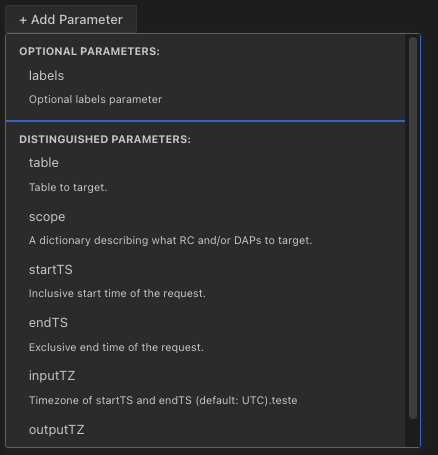 + Add Parameter
OPTIONAL PARAMETERS:
labels
Optional labels parameter
DISTINGUISHED PARAMETERS:
table
Table to target.
scope
A dictionary describing what RC and/or DAPs to target.
startTS
Inclusive start time of the request.
endTS
Exclusive end time of the request.
inputTZ
Timezone of startTS and endTS (default: UTC).teste
outputTZ